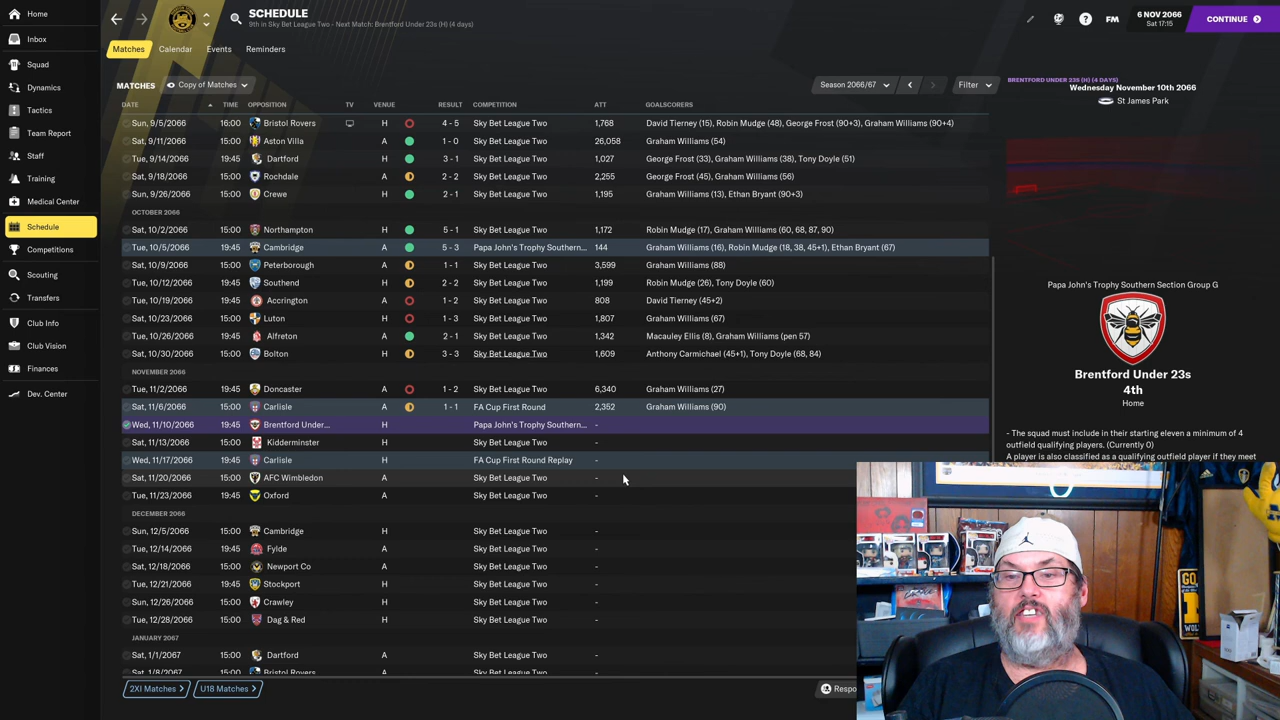 Home
SCHEDULE
9th in Sky Bet League Two - Next Match: Brentford Under 23s (H) (4 days)
FM
6 NOV 2066
Sat 17:15
CONTINUE
Inbox
Squad
Dynamics
Tactics
Team Report
Staff
Training
Medical Center
Schedule
Competitions
Scouting
Transfers
Club Info
Club Vision
Finances
Dev. Center
Matches Calendar Events Reminders
MATCHES Copy of Matches Season 2066/67 Filter
DATE TIME OPPOSITION TV VENUE RESULT COMPETITION ATT GOALSCORERS
Sun, 9/5/2066 16:00 Bristol Rovers H 4 - 5 Sky Bet League Two 1,768 David Tierney (15), Robin Mudge (48), George Frost (90+3), Graham Williams (90+4)
Sat, 9/11/2066 15:00 Aston Villa A 1 - 0 Sky Bet League Two 26,058 Graham Williams (54)
Tue, 9/14/2066 19:45 Dartford H 3 - 1 Sky Bet League Two 1,027 George Frost (33), Graham Williams (38), Tony Doyle (51)
Sat, 9/18/2066 15:00 Rochdale A 2 - 2 Sky Bet League Two 2,255 George Frost (45), Graham Williams (56)
Sun, 9/26/2066 15:00 Crewe H 2 - 1 Sky Bet League Two 1,195 Graham Williams (13), Ethan Bryant (90+3)
OCTOBER 2066
Sat, 10/2/2066 15:00 Northampton H 5 - 1 Sky Bet League Two 1,172 Robin Mudge (17), Graham Williams (60, 68, 87, 90)
Tue, 10/5/2066 19:45 Cambridge A 5 - 3 Papa John's Trophy Southern... 144 Graham Williams (16), Robin Mudge (18, 38, 45+1), Ethan Bryant (67)
Sat, 10/9/2066 15:00 Peterborough A 1 - 1 Sky Bet League Two 3,599 Graham Williams (88)
Tue, 10/12/2066 19:45 Southend H 2 - 2 Sky Bet League Two 1,199 Robin Mudge (26), Tony Doyle (60)
Tue, 10/19/2066 19:45 Accrington A 1 - 2 Sky Bet League Two 808 David Tierney (45+2)
Sat, 10/23/2066 15:00 Luton H 1 - 3 Sky Bet League Two 1,807 Graham Williams (67)
Tue, 10/26/2066 19:45 Alfreton A 2 - 1 Sky Bet League Two 1,342 Macauley Ellis (8), Graham Williams (pen 57)
Sat, 10/30/2066 15:00 Bolton H 3 - 3 Sky Bet League Two 1,609 Anthony Carmichael (45+1), Tony Doyle (68, 84)
NOVEMBER 2066
Tue, 11/2/2066 19:45 Doncaster A 1 - 2 Sky Bet League Two 6,340 Graham Williams (27)
Sat, 11/6/2066 15:00 Carlisle A 1 - 1 FA Cup First Round 2,352 Graham Williams (90)
Wed, 11/10/2066 19:45 Brentford Under... H Papa John's Trophy Southern... -
Sat, 11/13/2066 15:00 Kidderminster H Sky Bet League Two -
Wed, 11/17/2066 19:45 Carlisle H FA Cup First Round Replay -
Sat, 11/20/2066 15:00 AFC Wimbledon A Sky Bet League Two -
Tue, 11/23/2066 19:45 Oxford A Sky Bet League Two -
DECEMBER 2066
Sun, 12/5/2066 15:00 Cambridge H Sky Bet League Two -
Tue, 12/14/2066 19:45 Fylde A Sky Bet League Two -
Sat, 12/18/2066 15:00 Newport Co A Sky Bet League Two -
Tue, 12/21/2066 19:45 Stockport H Sky Bet League Two -
Sun, 12/26/2066 15:00 Crawley H Sky Bet League Two -
Tue, 12/28/2066 19:45 Dag & Red H Sky Bet League Two -
JANUARY 2067
Sat, 1/1/2067 15:00 Dartford A Sky Bet League Two -
Sat, 1/8/2067 15:00 Bristol Rovers A Sky Bet League Two -
2XI Matches U18 Matches Respo
BRENTFORD UNDER 23S (H) (4 DAYS)
Wednesday November 10th 2066
St James Park
Papa John's Trophy Southern Section Group G
Brentford Under 23s
4th
Home
- The squad must include in their starting eleven a minimum of 4
outfield qualifying players. (Currently 0)
A player is also classified as a qualifying outfield player if they meet